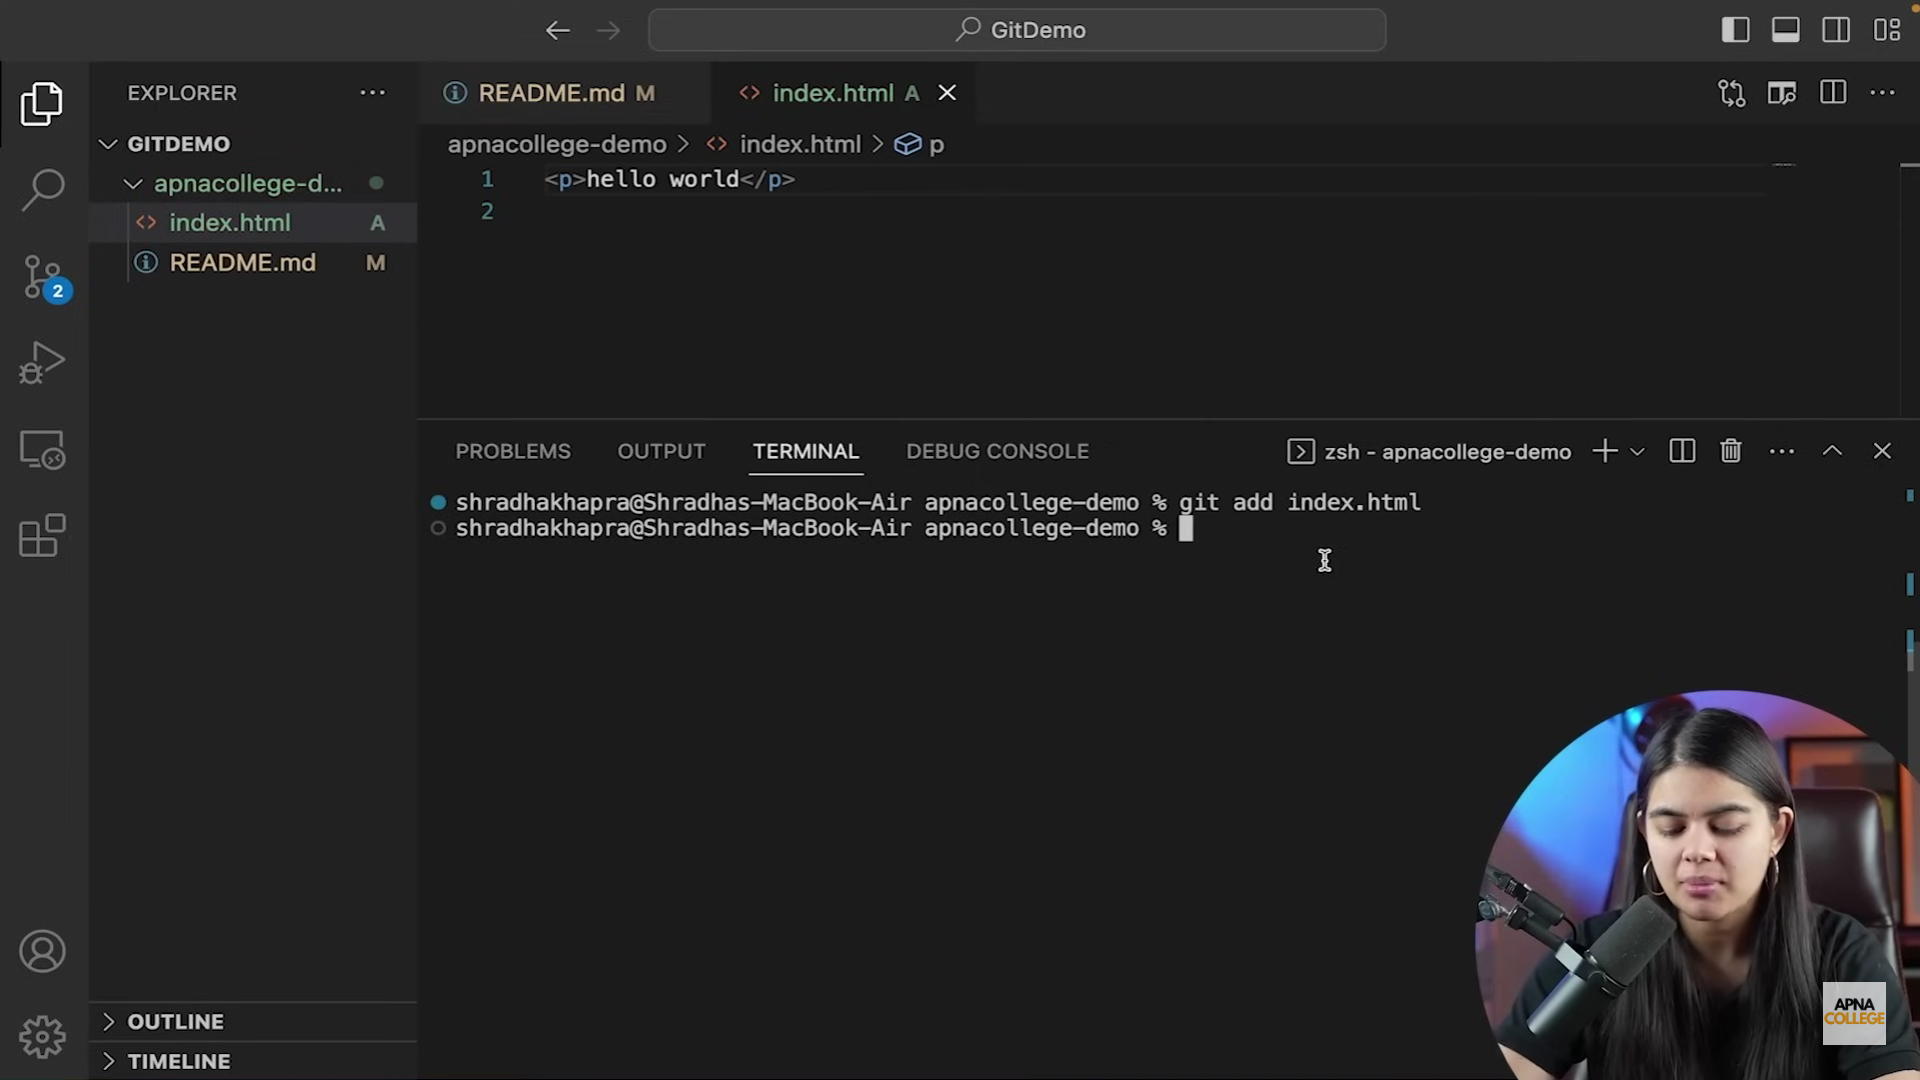 GitDemo
EXPLORER
GITDEMO
apnacollege-d...
index.html A
README.md M
2
README.md M
index.html A
apnacollege-demo > index.html > p
1 <p>hello world</p>
2
PROBLEMS OUTPUT TERMINAL DEBUG CONSOLE
zsh - apnacollege-demo
shradhakhapra@Shradhas-MacBook-Air apnacollege-demo % git add index.html
shradhakhapra@Shradhas-MacBook-Air apnacollege-demo %
OUTLINE
TIMELINE
APNA
COLLEGE